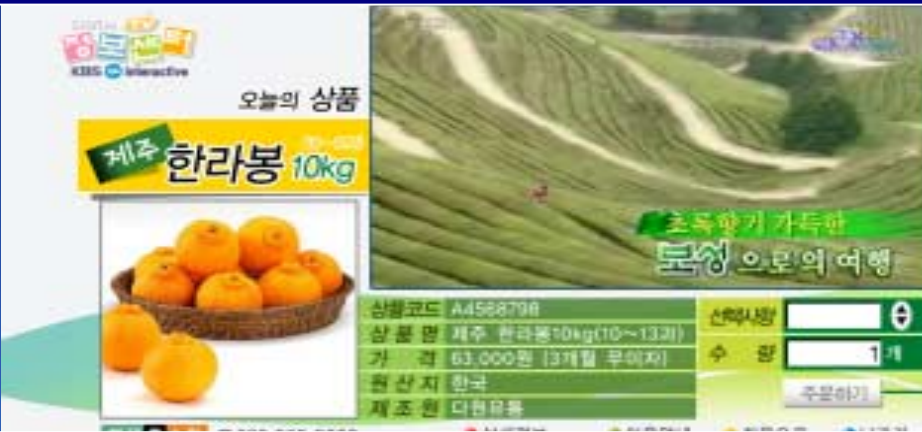 KBS interactive
오늘의 상품
제주 한라봉 10kg
초록향기 가득한
보성으로의 여행
상품코드 A4568798
상품명 제주 한라봉10kg(10~13과)
가격 63,000원 (3개월 무이자)
원산지 한국
제조원 다원유통
선택사항
수량 1 개
주문하기